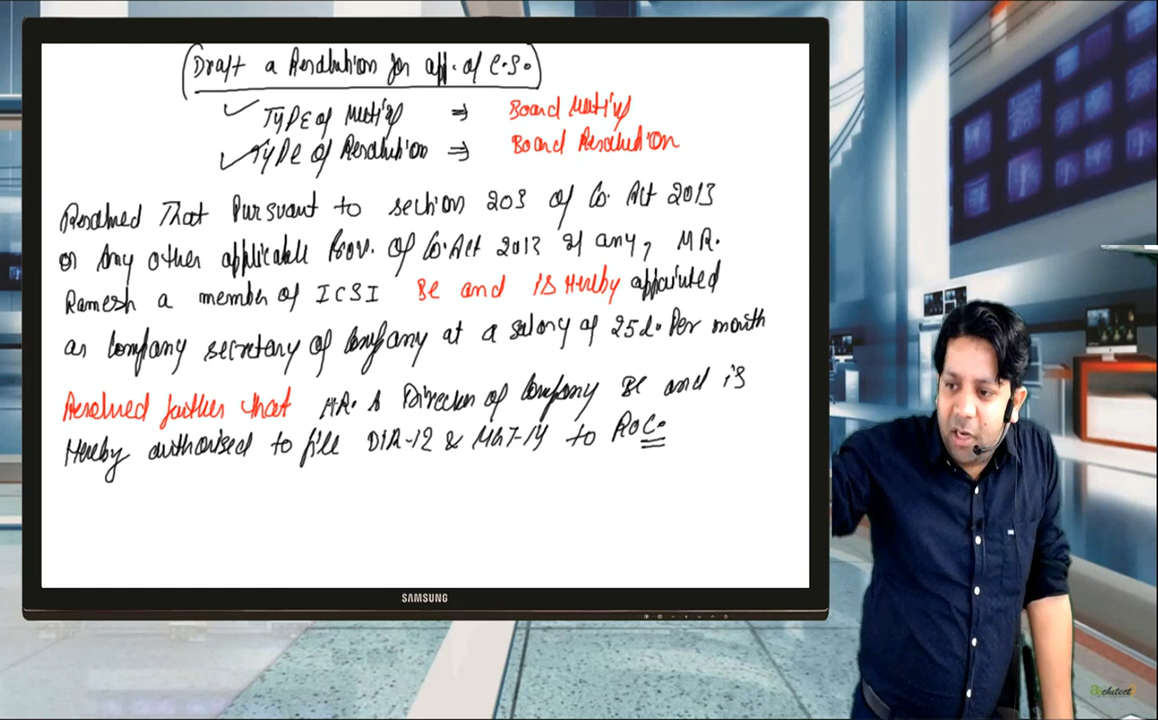 Draft a Resolution for app. of C.S.
TYPE of Meeting ⇒ Board Meeting
TYPE of Resolution ⇒ Board Resolution
Resolved That Pursuant to section 203 of Co. Act 2013
or Any other applicable Prov. of Co. Act 2013 if any, MR.
Ramesh a member of ICSI Be and is Hereby appointed
as Company secretary of Company at a salary of 25L. Per month
Resolved further that MR. A Director of Company Be and is
Hereby authorised to file DIR-12 & MGT-14 to ROC.
SAMSUNG